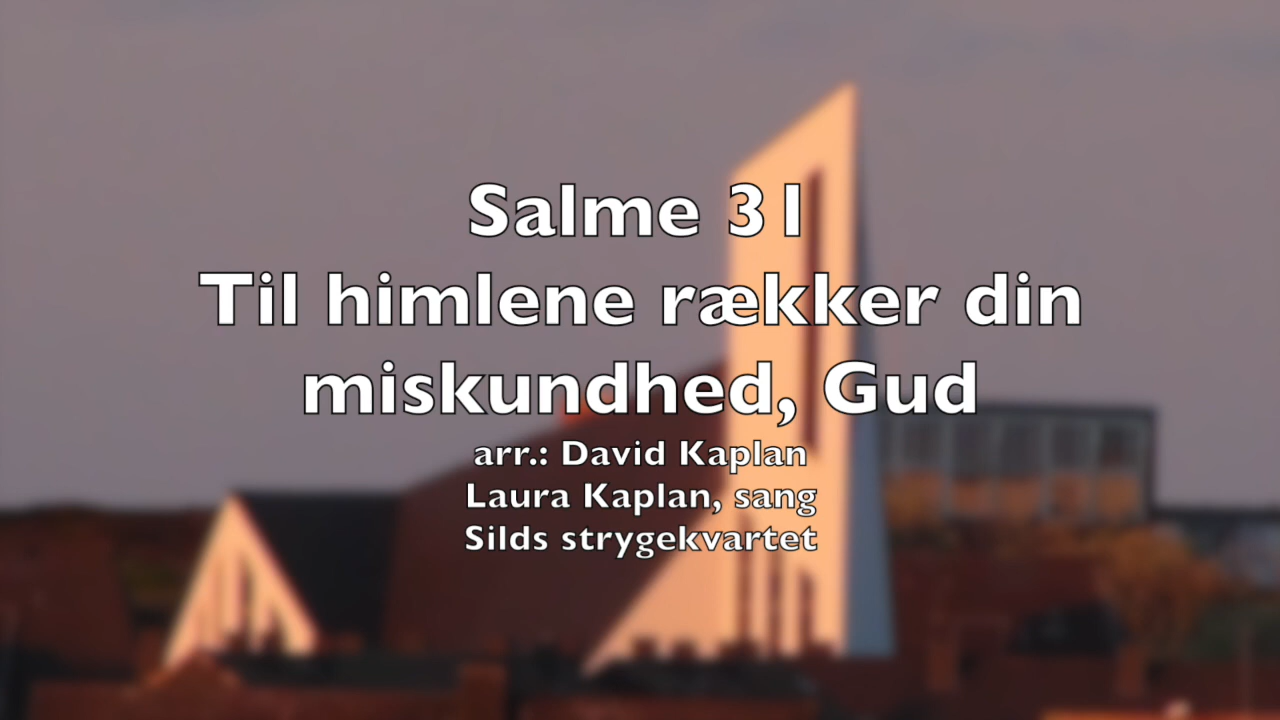 Salme 31
Til himlene rækker din
miskundhed, Gud
arr.: David Kaplan
Laura Kaplan, sang
Silds strygekvartet